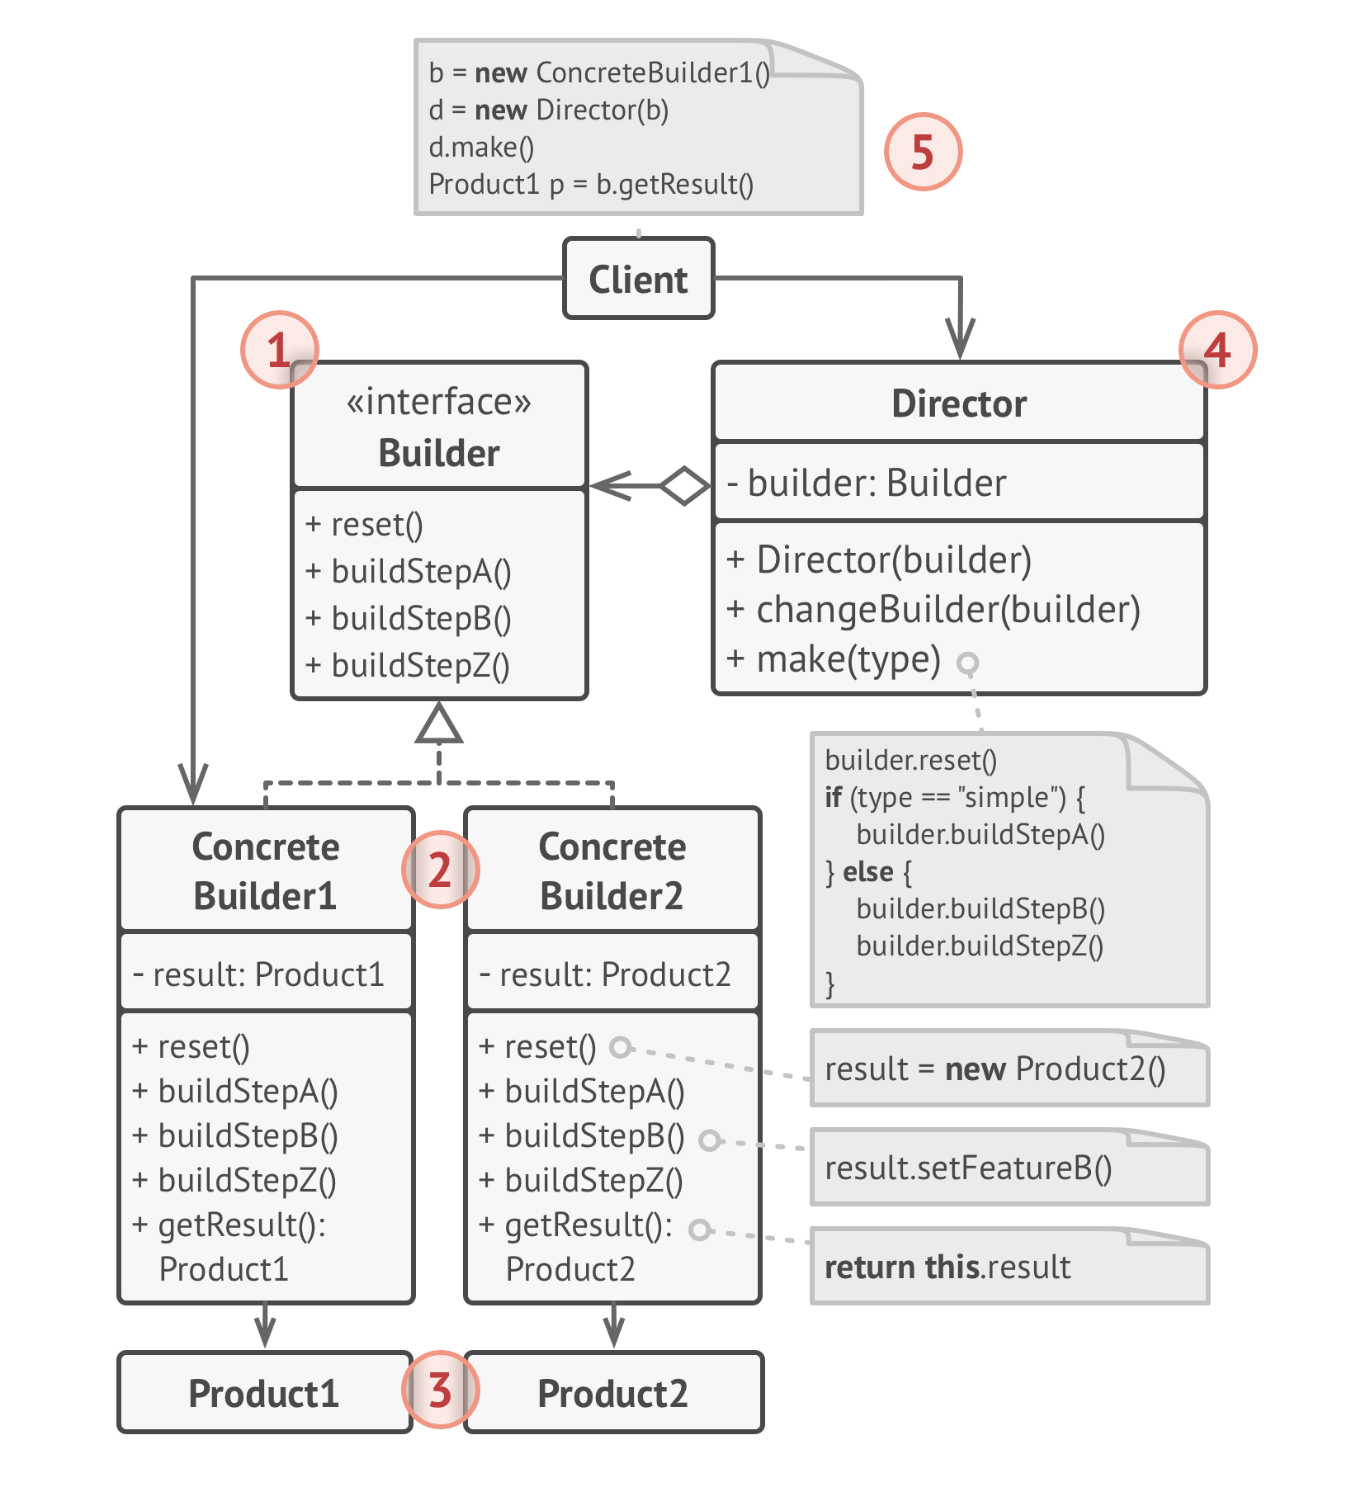 b = new ConcreteBuilder1()
d = new Director(b)
d.make()
Product1 p = b.getResult()
5
Client
1
«interface»
Builder
+ reset()
+ buildStepA()
+ buildStepB()
+ buildStepZ()
4
Director
- builder: Builder
+ Director(builder)
+ changeBuilder(builder)
+ make(type)
builder.reset()
if (type == "simple") {
builder.buildStepA()
} else {
builder.buildStepB()
builder.buildStepZ()
}
2
Concrete
Builder1
- result: Product1
+ reset()
+ buildStepA()
+ buildStepB()
+ buildStepZ()
+ getResult():
Product1
Concrete
Builder2
- result: Product2
+ reset()
+ buildStepA()
+ buildStepB()
+ buildStepZ()
+ getResult():
Product2
result = new Product2()
result.setFeatureB()
return this.result
Product1
3
Product2